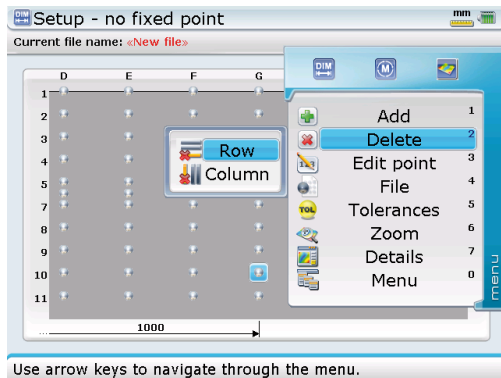 DIM Setup - no fixed point mm
Current file name: «New file»
DIM M
D E F G
1
2
3
4
5
7
8
9
10
11
Row
Column
Add 1
Delete 2
Edit point 3
File 4
TOL Tolerances 5
Zoom 6
Details 7
Menu 0
menu
... 1000
Use arrow keys to navigate through the menu.